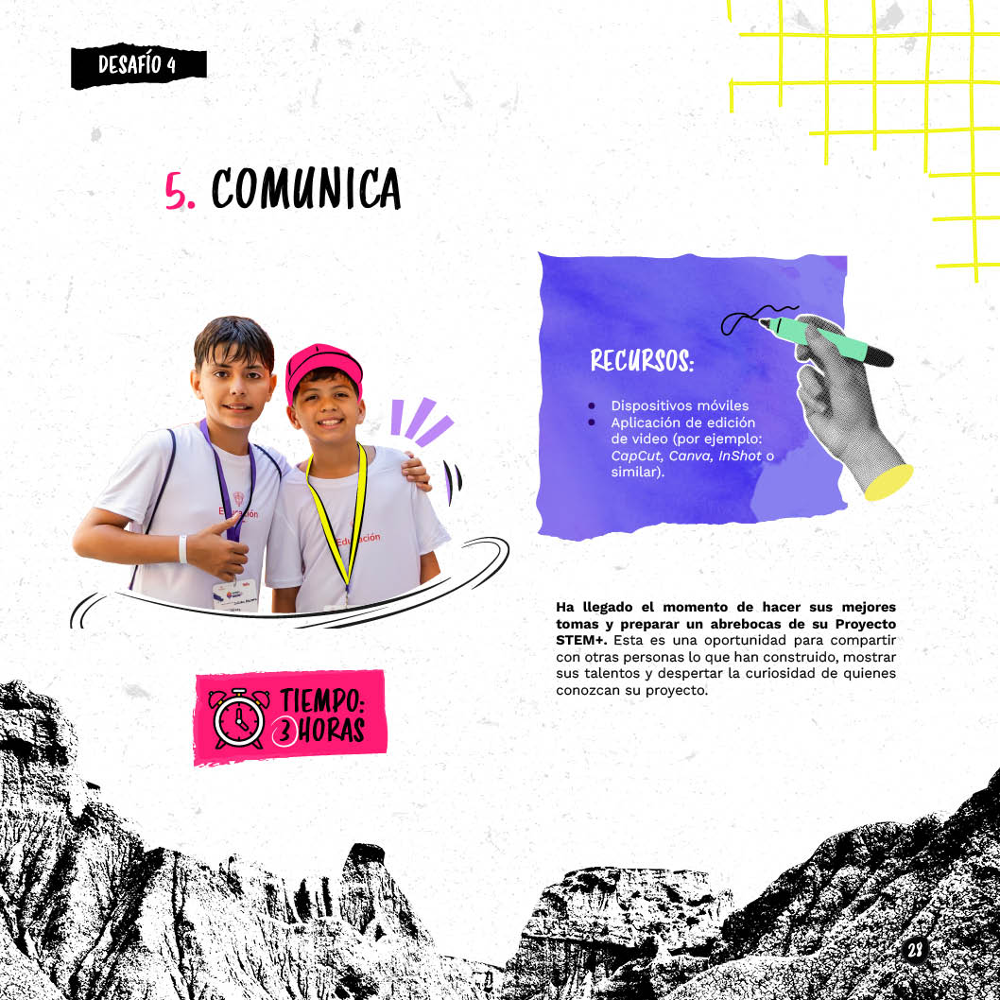 DESAFÍO 4
5. COMUNICA
RECURSOS:
• Dispositivos móviles
• Aplicación de edición
de video (por ejemplo:
CapCut, Canva, InShot o
similar).
Educación
Educación
Ha llegado el momento de hacer sus mejores
tomas y preparar un abrebocas de su Proyecto
STEM+. Esta es una oportunidad para compartir
con otras personas lo que han construido, mostrar
sus talentos y despertar la curiosidad de quienes
conozcan su proyecto.
TIEMPO:
3 HORAS
28